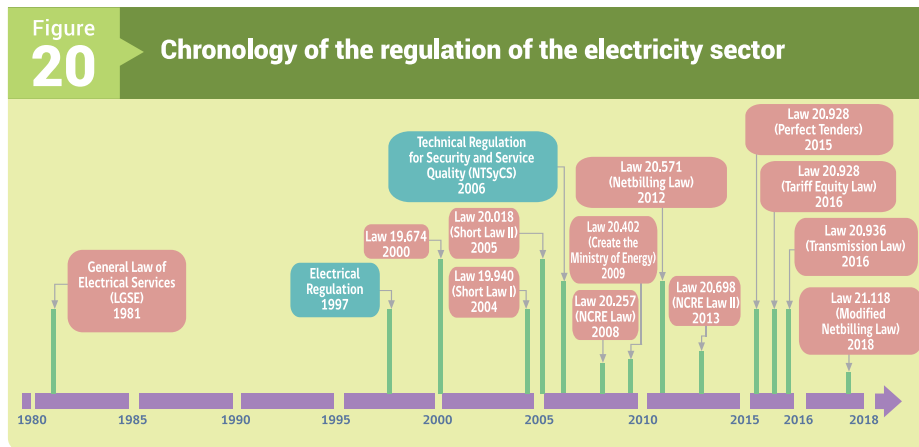 Figure
20
Chronology of the regulation of the electricity sector
General Law of
Electrical Services
(LGSE)
1981
Electrical
Regulation
1997
Law 19,674
2000
Technical Regulation
for Security and Service
Quality (NTSyCS)
2006
Law 20.018
(Short Law II)
2005
Law 19.940
(Short Law I)
2004
Law 20,571
(Netbilling Law)
2012
Law 20.402
(Create the
Ministry of Energy)
2009
Law 20.257
(NCRE Law)
2008
Law 20,698
(NCRE Law II)
2013
Law 20.928
(Perfect Tenders)
2015
Law 20.928
(Tariff Equity Law)
2016
Law 20,936
(Transmission Law)
2016
Law 21.118
(Modified
Netbilling Law)
2018
1980
1985
1990
1995
2000
2005
2010
2015
2016
2018